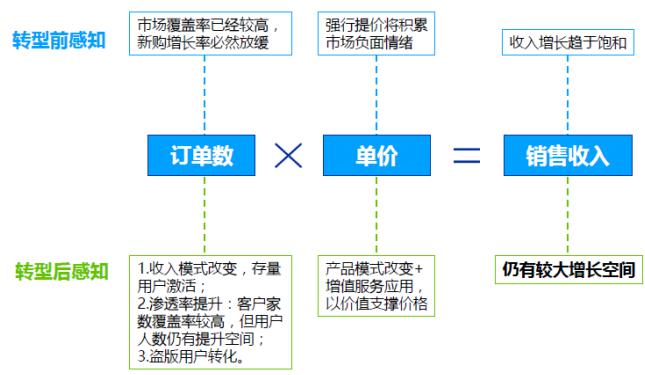 转型前感知
市场覆盖率已经较高，
新购增长率必然放缓
强行提价将积累
市场负面情绪
收入增长趋于饱和
订单数
×
单价
=
销售收入
转型后感知
1.收入模式改变，存量
用户激活；
2.渗透率提升：客户家
数覆盖率较高，但用户
人数仍有提升空间；
3.盗版用户转化。
产品模式改变+
增值服务应用，
以价值支撑价格
仍有较大增长空间